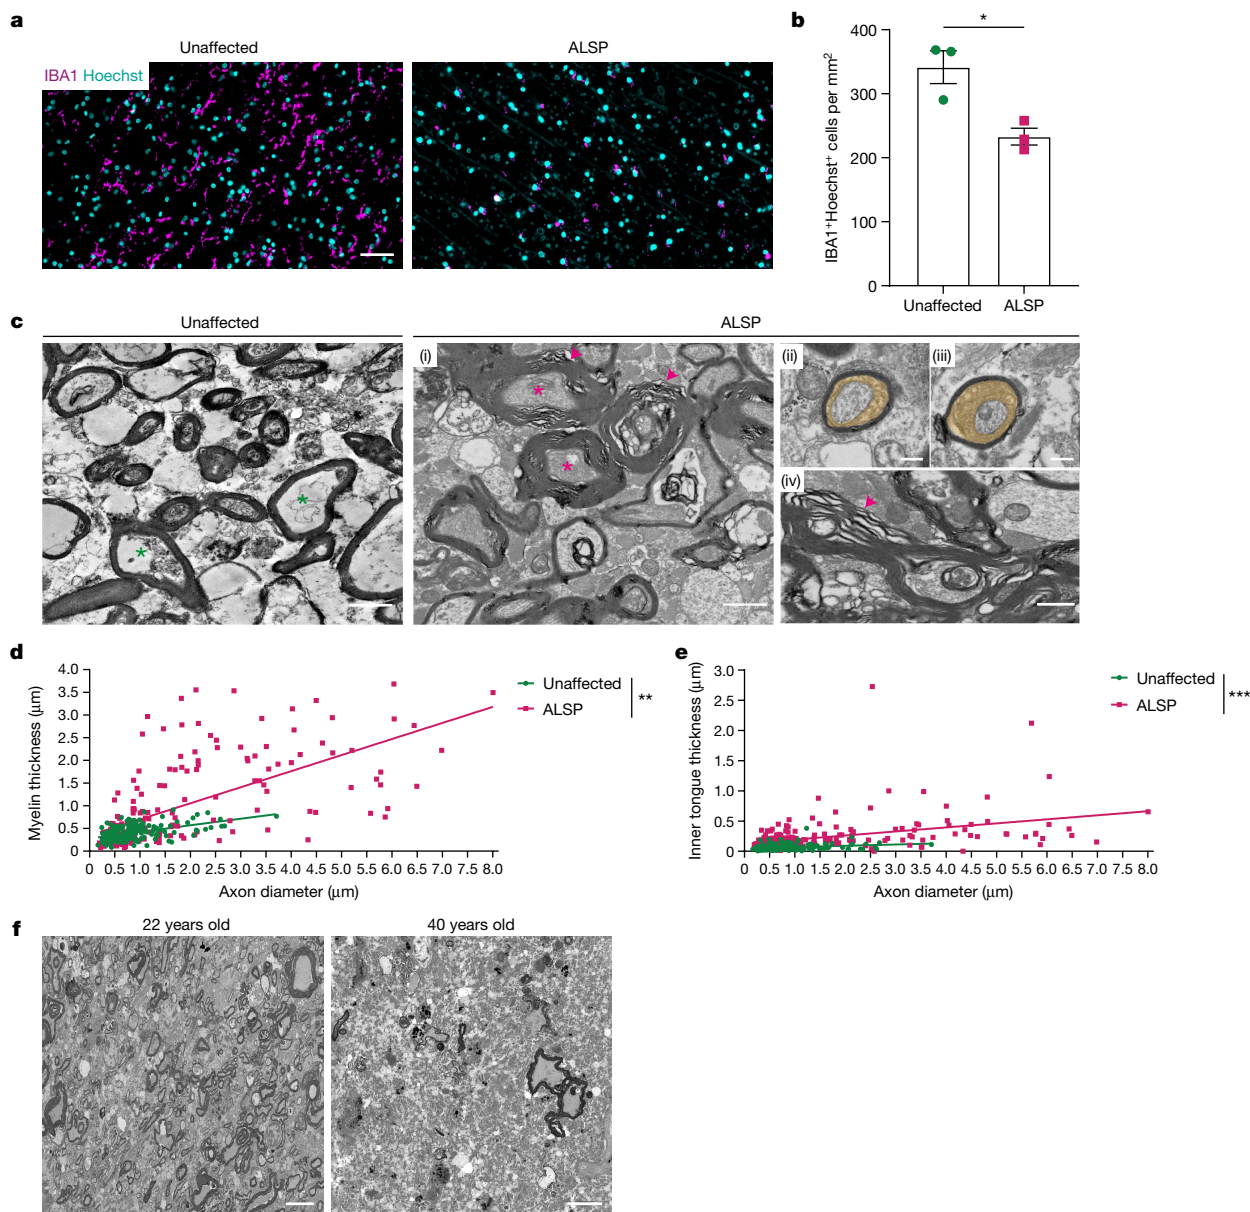 a
Unaffected
ALSP
IBA1 Hoechst
b
*
IBA1⁺Hoechst⁺ cells per mm²
400
300
200
100
0
Unaffected
ALSP
c
Unaffected
ALSP
(i)
(ii)
(iii)
(iv)
*
*
*
*
d
Myelin thickness (μm)
4.0
3.5
3.0
2.5
2.0
1.5
1.0
0.5
0
0 0.5 1.0 1.5 2.0 2.5 3.0 3.5 4.0 4.5 5.0 5.5 6.0 6.5 7.0 7.5 8.0
Axon diameter (μm)
Unaffected
ALSP
**
e
Inner tongue thickness (μm)
3.0
2.5
2.0
1.5
1.0
0.5
0
0 0.5 1.0 1.5 2.0 2.5 3.0 3.5 4.0 4.5 5.0 5.5 6.0 6.5 7.0 7.5 8.0
Axon diameter (μm)
Unaffected
ALSP
***
f
22 years old
40 years old